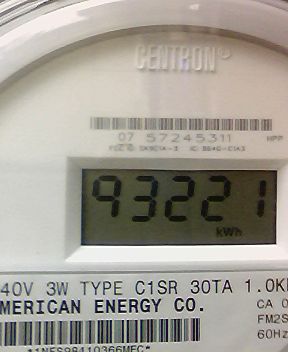 CENTRON®
07 57245311
93221
kWh
40V 3W TYPE C1SR 30TA 1.0K
MERICAN ENERGY CO.
CA 0
FM2S
60Hz
*1NES98410366MEC*